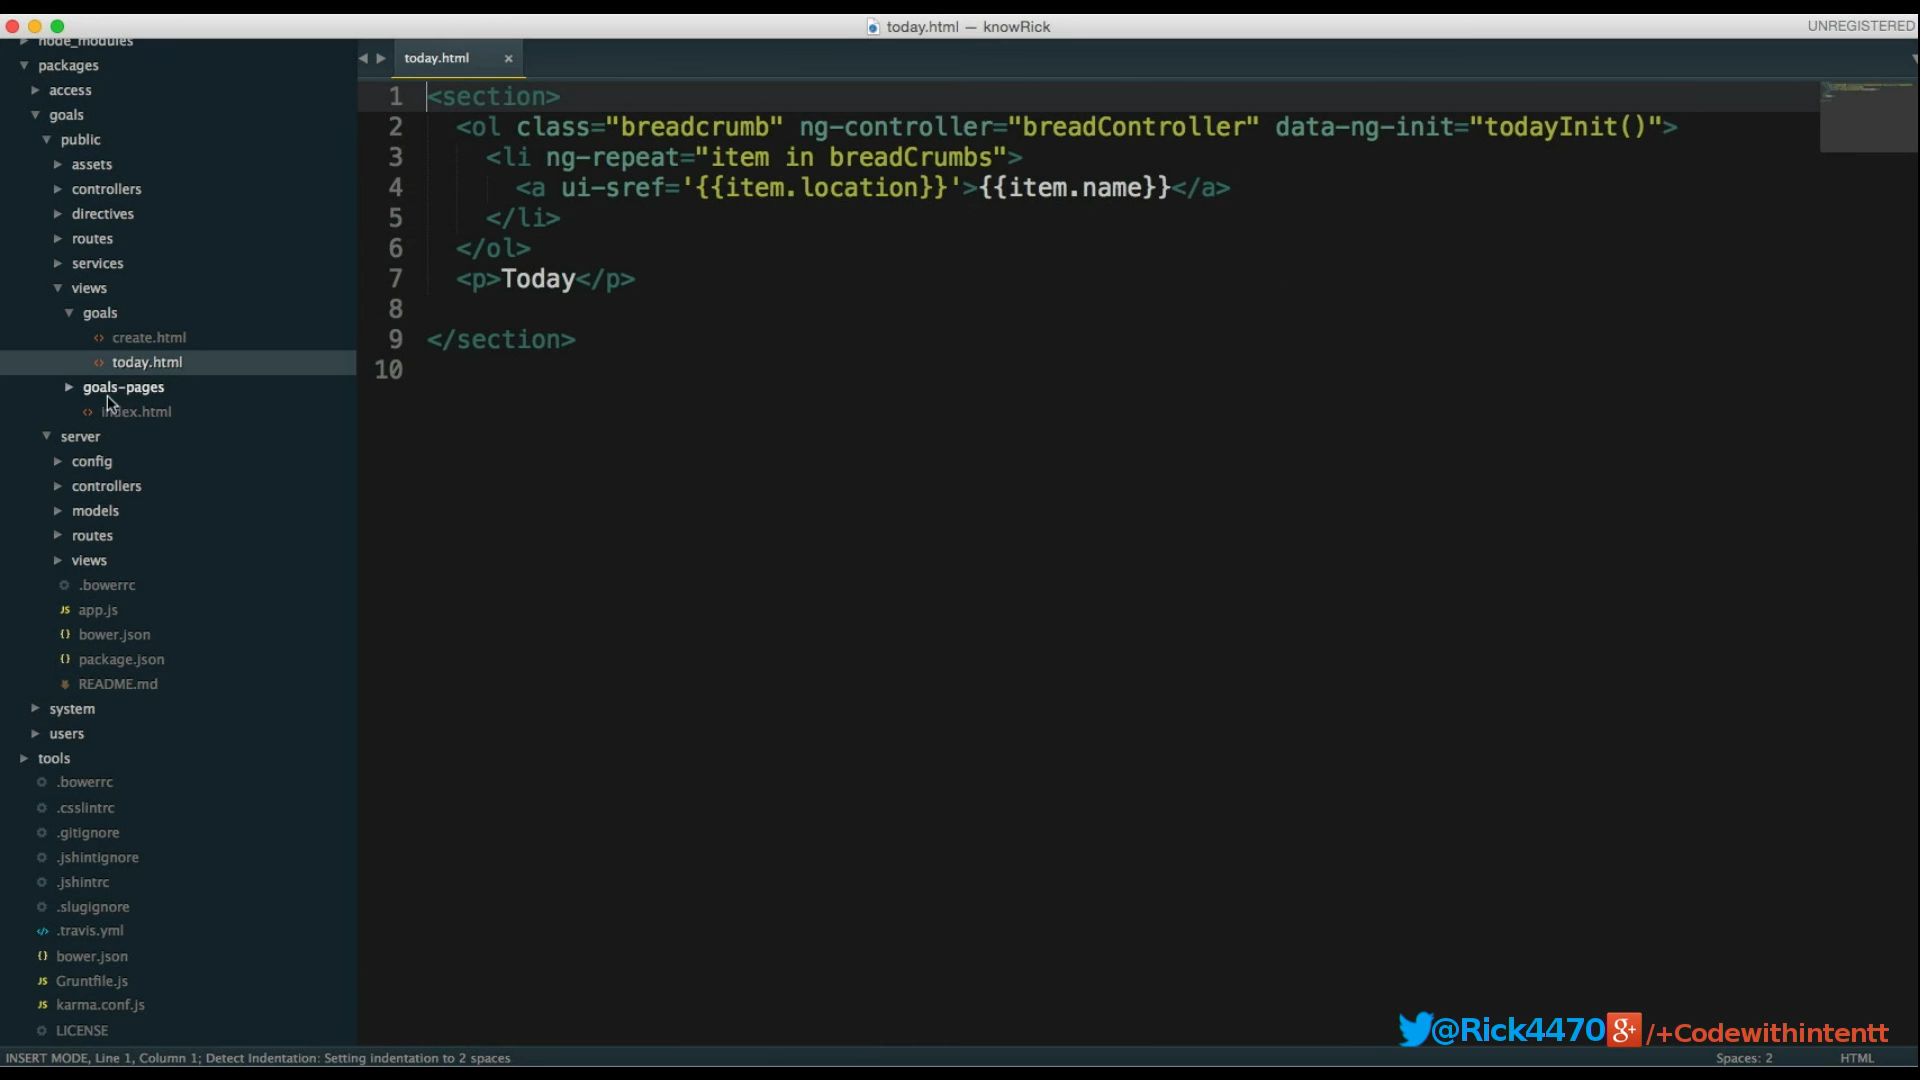 today.html — knowRick
UNREGISTERED
node_modules
packages
access
goals
public
assets
controllers
directives
routes
services
views
goals
create.html
today.html
goals-pages
index.html
server
config
controllers
models
routes
views
.bowerrc
app.js
bower.json
package.json
README.md
system
users
tools
.bowerrc
.csslintrc
.gitignore
.jshintignore
.jshintrc
.slugignore
.travis.yml
bower.json
Gruntfile.js
karma.conf.js
LICENSE
today.html
1 <section>
2 <ol class="breadcrumb" ng-controller="breadController" data-ng-init="todayInit()">
3 <li ng-repeat="item in breadCrumbs">
4 <a ui-sref='{{item.location}}'>{{item.name}}</a>
5 </li>
6 </ol>
7 <p>Today</p>
8
9 </section>
10
@Rick4470 g+ /+Codewithintentt
INSERT MODE, Line 1, Column 1; Detect Indentation: Setting indentation to 2 spaces
Spaces: 2
HTML